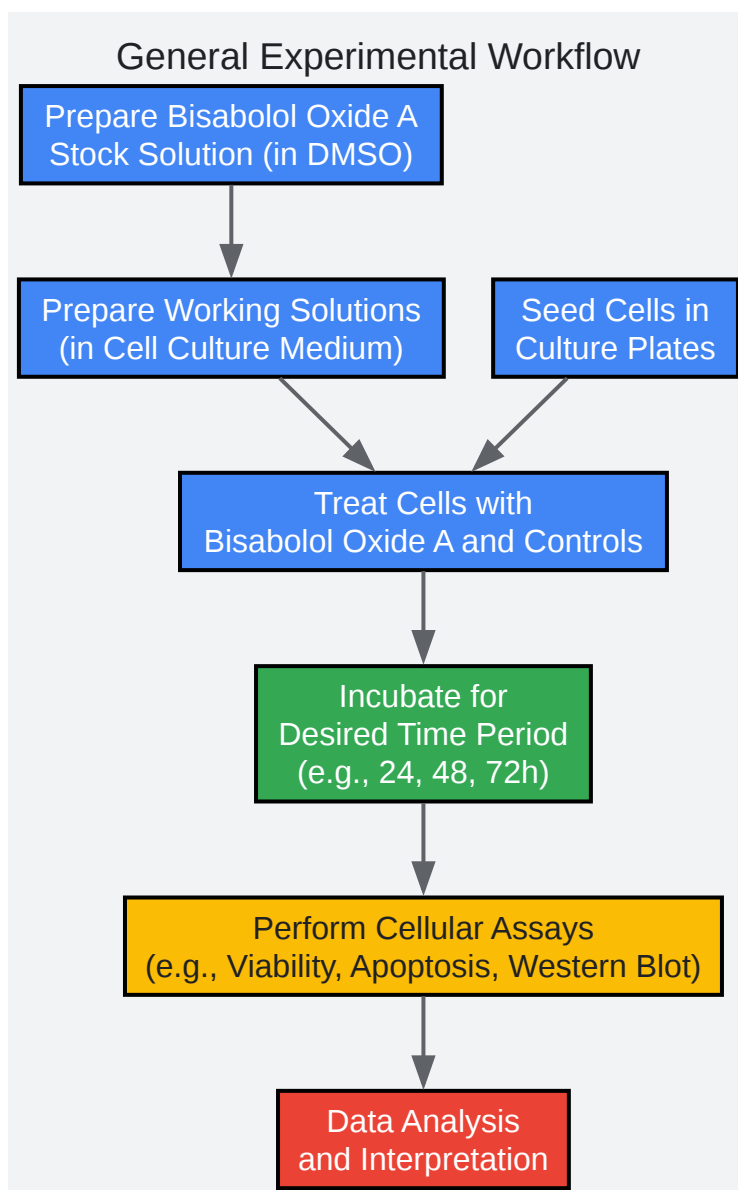 General Experimental Workflow
Prepare Bisabolol Oxide A
Stock Solution (in DMSO)
Prepare Working Solutions
(in Cell Culture Medium)
Seed Cells in
Culture Plates
Treat Cells with
Bisabolol Oxide A and Controls
Incubate for
Desired Time Period
(e.g., 24, 48, 72h)
Perform Cellular Assays
(e.g., Viability, Apoptosis, Western Blot)
Data Analysis
and Interpretation